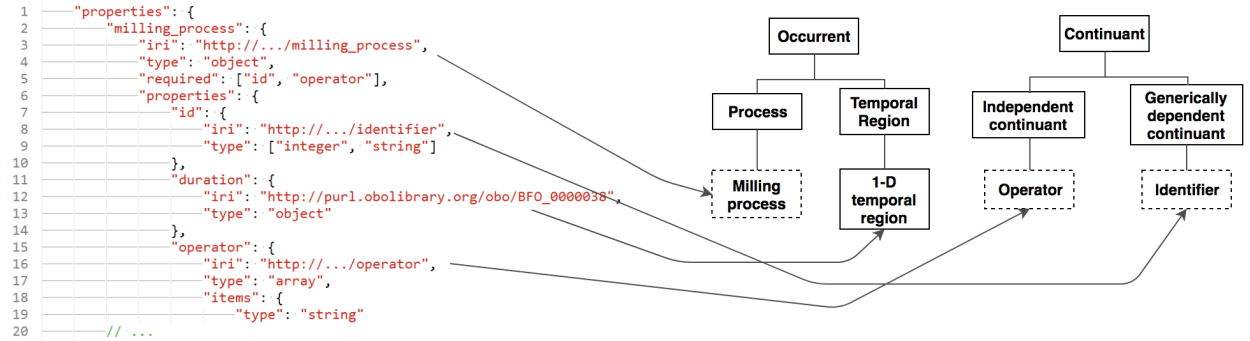 1 "properties": {
2 "milling_process": {
3 "iri": "http://.../milling_process",
4 "type": "object",
5 "required": ["id", "operator"],
6 "properties": {
7 "id": {
8 "iri": "http://.../identifier",
9 "type": ["integer", "string"]
10 },
11 "duration": {
12 "iri": "http://purl.obolibrary.org/obo/BFO_0000038",
13 "type": "object"
14 },
15 "operator": {
16 "iri": "http://.../operator",
17 "type": "array",
18 "items": {
19 "type": "string"
20 // ...
Occurrent
Process
Temporal
Region
Milling
process
1-D
temporal
region
Continuant
Independent
continuant
Generically
dependent
continuant
Operator
Identifier